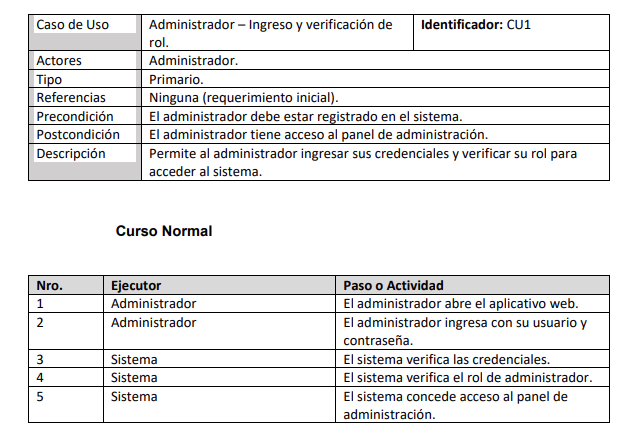 Caso de Uso Administrador – Ingreso y verificación de Identificador: CU1
rol.
Actores Administrador.
Tipo Primario.
Referencias Ninguna (requerimiento inicial).
Precondición El administrador debe estar registrado en el sistema.
Postcondición El administrador tiene acceso al panel de administración.
Descripción Permite al administrador ingresar sus credenciales y verificar su rol para
acceder al sistema.
Curso Normal
Nro. Ejecutor Paso o Actividad
1 Administrador El administrador abre el aplicativo web.
2 Administrador El administrador ingresa con su usuario y
contraseña.
3 Sistema El sistema verifica las credenciales.
4 Sistema El sistema verifica el rol de administrador.
5 Sistema El sistema concede acceso al panel de
administración.